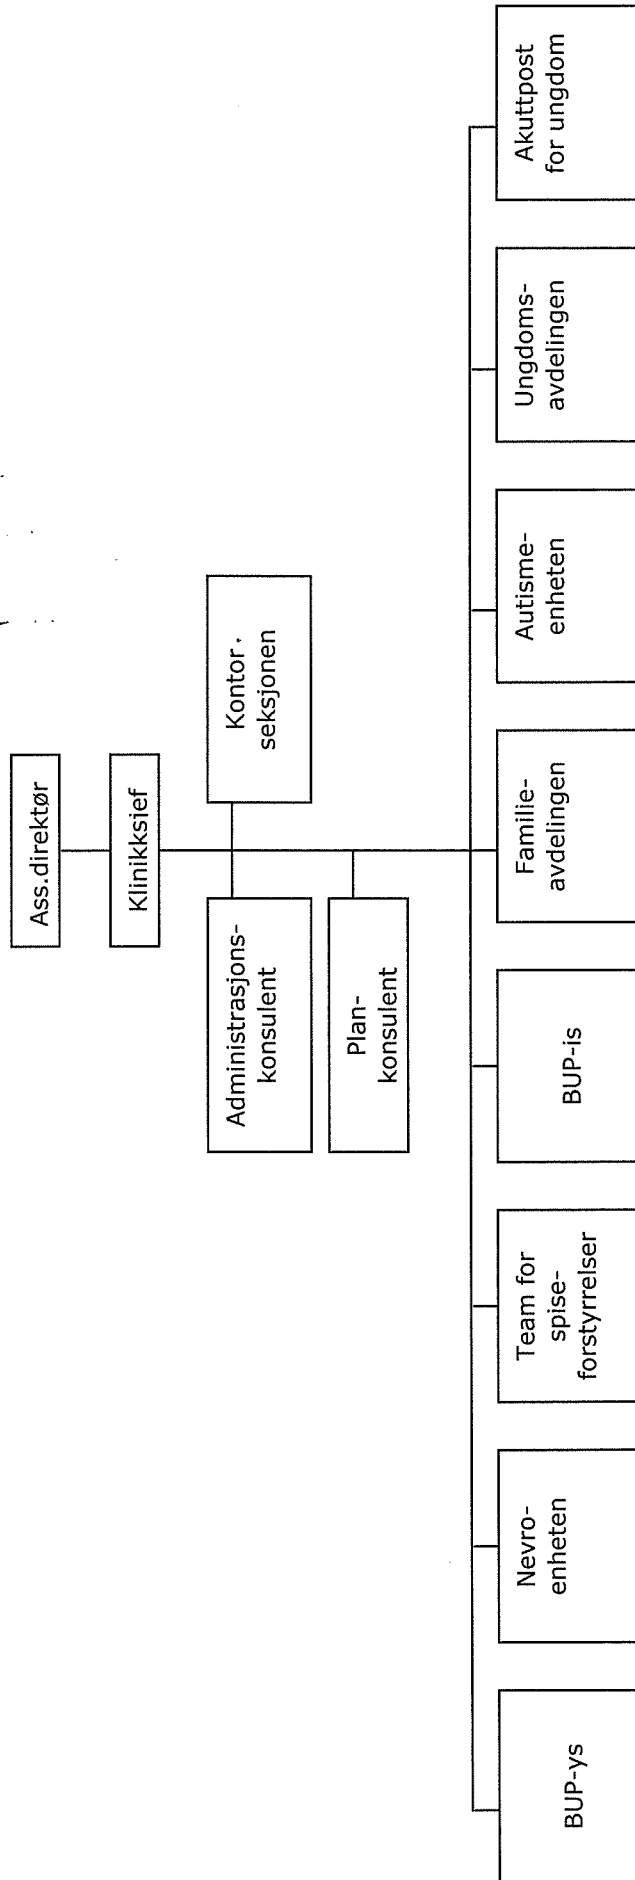 Ass.direktør
Klinikksief
Administrasjons-
konsulent
Kontor.
seksjonen
Plan-
konsulent
BUP-ys
Nevro-
enheten
Team for
spise-
forstyrrelser
BUP-is
Familie-
avdelingen
Autisme-
enheten
Ungdoms-
avdelingen
Akuttpost
for ungdom